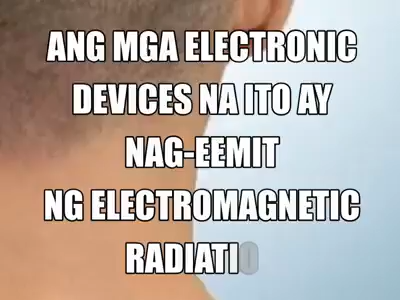 ANG MGA ELECTRONIC
DEVICES NA ITO AY
NAG-EEMIT
NG ELECTROMAGNETIC
RADIATIO